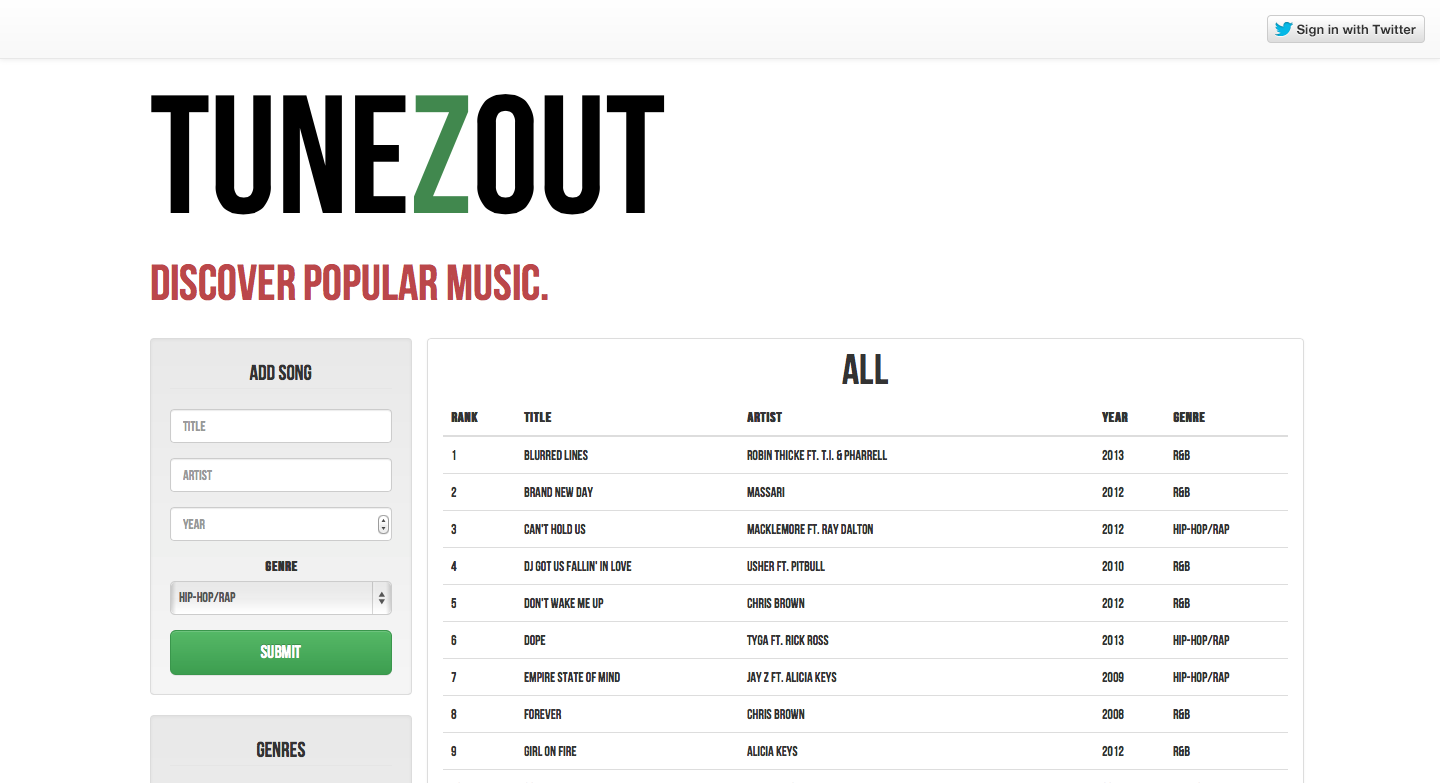 Sign in with Twitter
TUNEZOUT
DISCOVER POPULAR MUSIC.
ADD SONG
TITLE
ARTIST
YEAR
GENRE
HIP-HOP/RAP
SUBMIT
GENRES
ALL
RANK TITLE ARTIST YEAR GENRE
1 BLURRED LINES ROBIN THICKE FT. T.I. & PHARRELL 2013 R&B
2 BRAND NEW DAY MASSARI 2012 R&B
3 CAN'T HOLD US MACKLEMORE FT. RAY DALTON 2012 HIP-HOP/RAP
4 DJ GOT US FALLIN' IN LOVE USHER FT. PITBULL 2010 R&B
5 DON'T WAKE ME UP CHRIS BROWN 2012 R&B
6 DOPE TYGA FT. RICK ROSS 2013 HIP-HOP/RAP
7 EMPIRE STATE OF MIND JAY Z FT. ALICIA KEYS 2009 HIP-HOP/RAP
8 FOREVER CHRIS BROWN 2008 R&B
9 GIRL ON FIRE ALICIA KEYS 2012 R&B